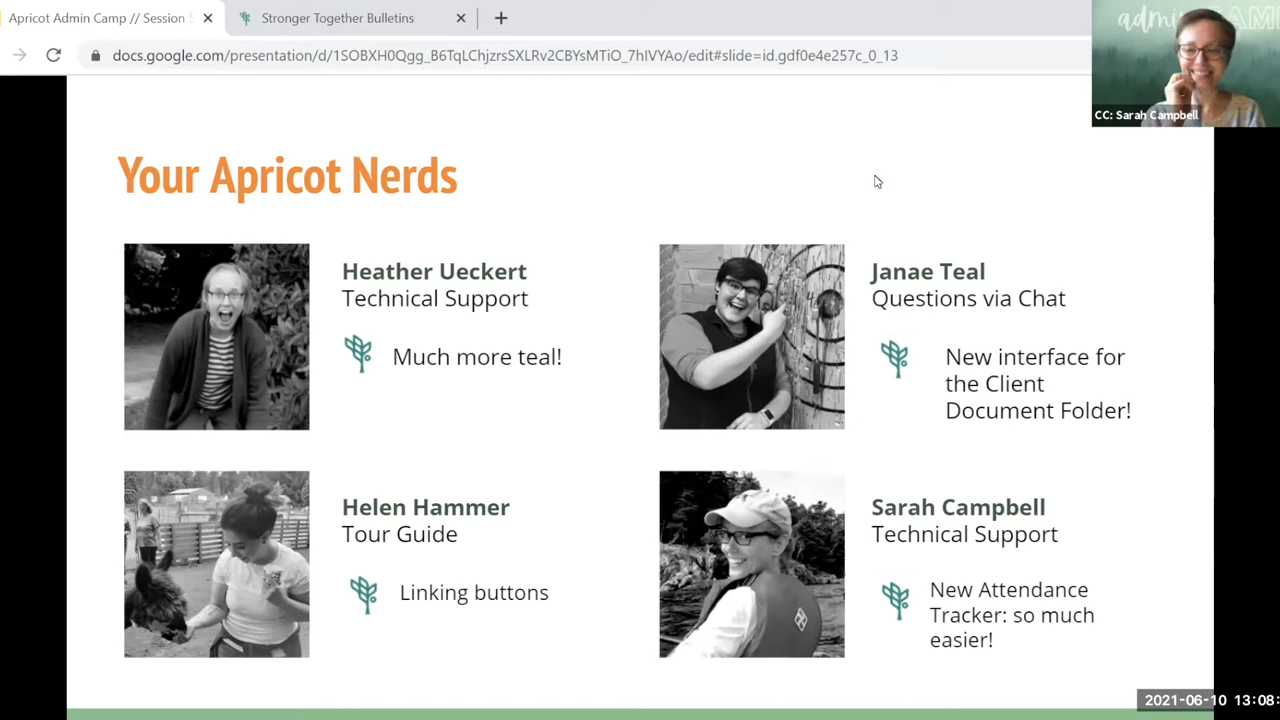 Apricot Admin Camp // Session
Stronger Together Bulletins
docs.google.com/presentation/d/1SOBXH0Qgg_B6TqLChjzrsSXLRv2CBYsMTiO_7hIVYAo/edit#slide=id.gdf0e4e257c_0_13
CC: Sarah Campbell
Your Apricot Nerds
Heather Ueckert
Technical Support
Much more teal!
Janae Teal
Questions via Chat
New interface for
the Client
Document Folder!
Helen Hammer
Tour Guide
Linking buttons
Sarah Campbell
Technical Support
New Attendance
Tracker: so much
easier!
2021-06-10 13:08: